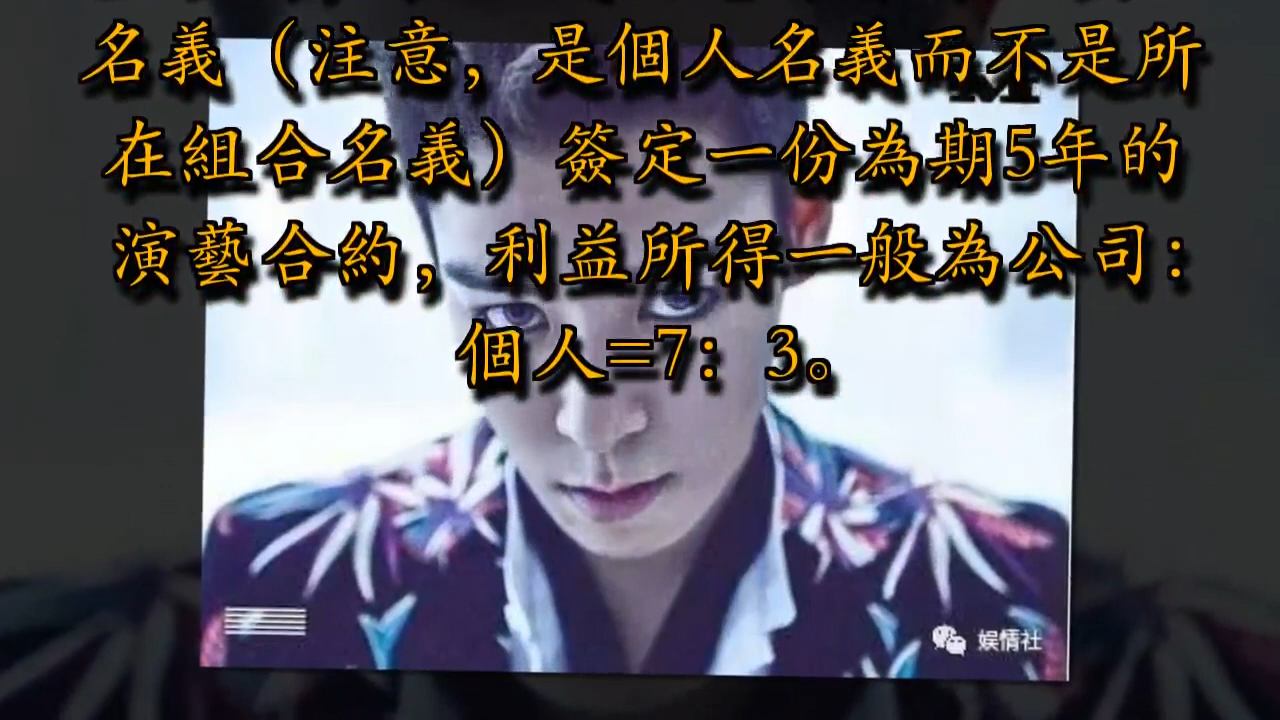 名義（注意，是個人名義而不是所
在組合名義）簽定一份為期5年的
演藝合約，利益所得一般為公司：
個人=7：3。
娱情社